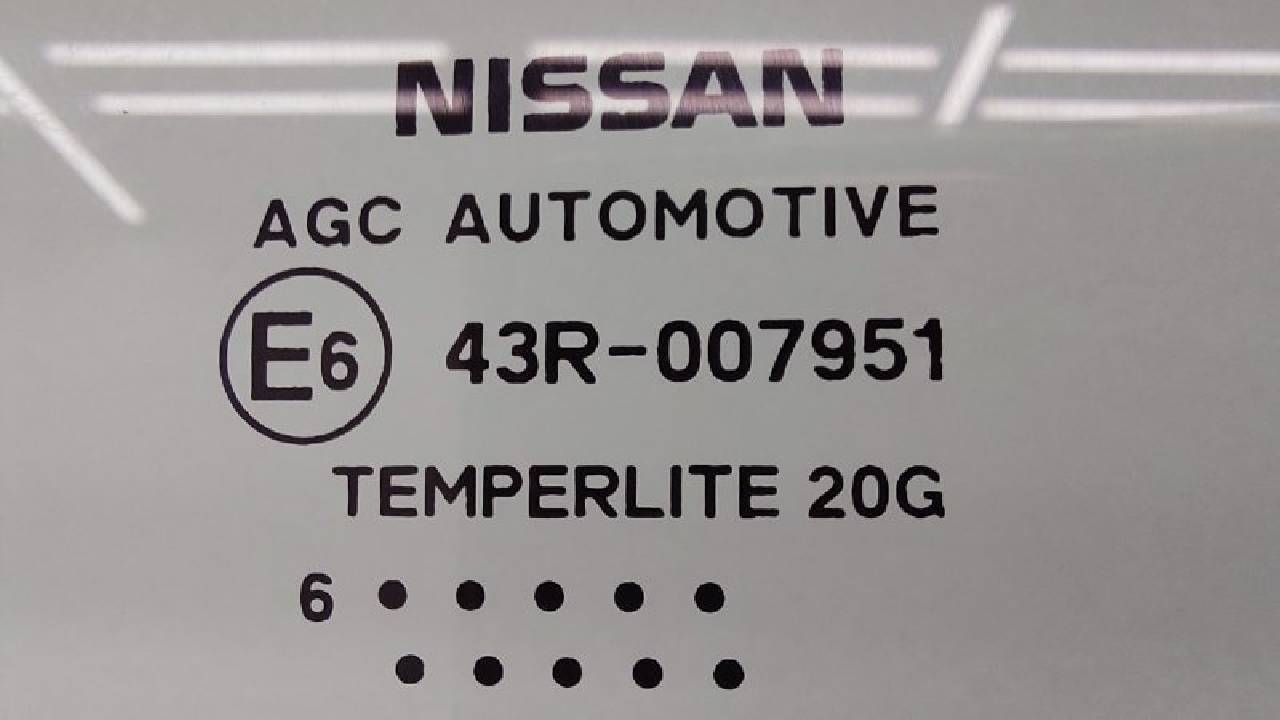 NISSAN
AGC AUTOMOTIVE
E6 43R-007951
TEMPERLITE 20G
6 • • • • •
• • • • •